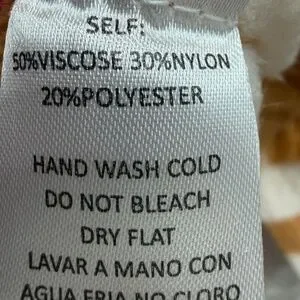 SELF:
50%VISCOSE 30%NYLON
20%POLYESTER
HAND WASH COLD
DO NOT BLEACH
DRY FLAT
LAVAR A MANO CON
AGUA FRIA NO CLORO